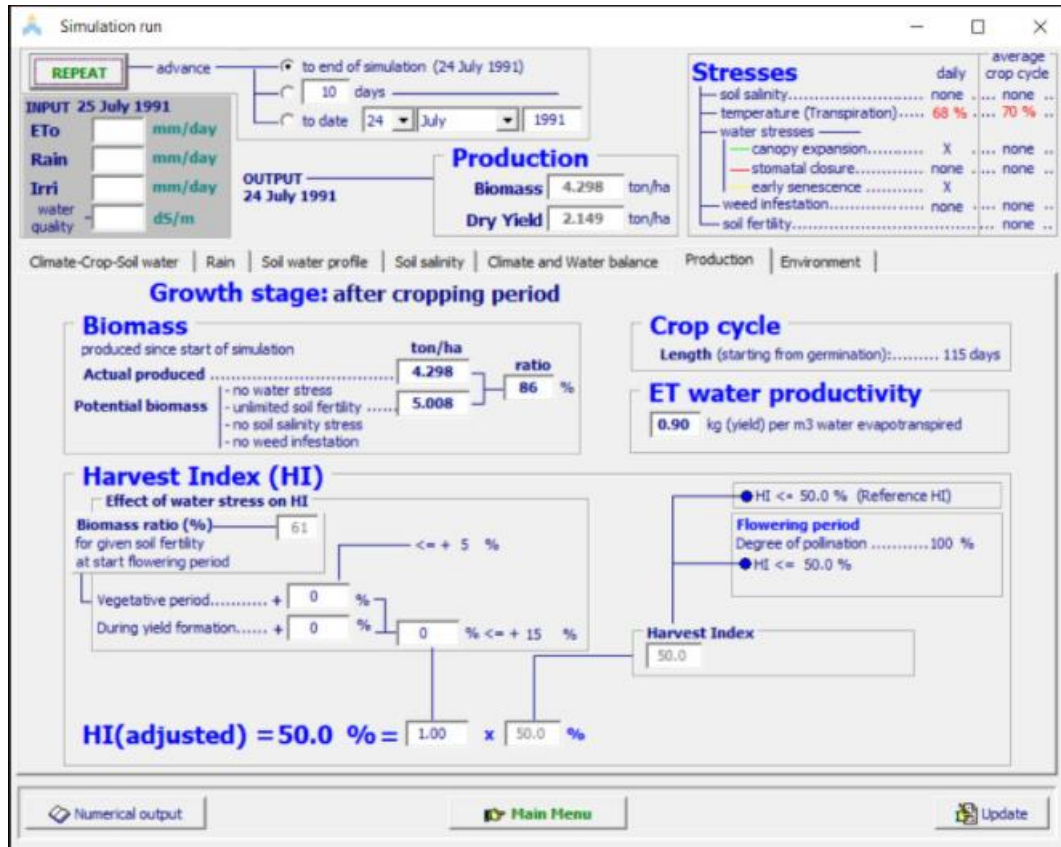 Simulation run
REPEAT
advance
to end of simulation (24 July 1991)
10 days
to date 24 July 1991
INPUT 25 July 1991
ETo mm/day
Rain mm/day
Irri mm/day
water quality dS/m
OUTPUT
24 July 1991
Production
Biomass 4.298 ton/ha
Dry Yield 2.149 ton/ha
Stresses daily average crop cycle
soil salinity none none
temperature (Transpiration) 68 % 70 %
water stresses
canopy expansion X none
stomatal closure none none
early senescence X
weed infestation none none
soil fertility none
Climate-Crop-Soil water | Rain | Soil water profile | Soil salinity | Climate and Water balance | Production | Environment
Growth stage: after cropping period
Biomass
produced since start of simulation ton/ha ratio
Actual produced 4.298
86 %
Potential biomass
- no water stress
- unlimited soil fertility 5.008
- no soil salinity stress
- no weed infestation
Crop cycle
Length (starting from germination):......... 115 days
ET water productivity
0.90 kg (yield) per m3 water evapotranspired
Harvest Index (HI)
Effect of water stress on HI
Biomass ratio (%) 61
for given soil fertility
at start flowering period
<= + 5 %
Vegetative period........... + 0 %
During yield formation...... + 0 %
0 % <= + 15 %
HI <= 50.0 % (Reference HI)
Flowering period
Degree of pollination ...........100 %
HI <= 50.0 %
Harvest Index
50.0
HI(adjusted) = 50.0 % = 1.00 x 50.0 %
Numerical output
Main Menu
Update